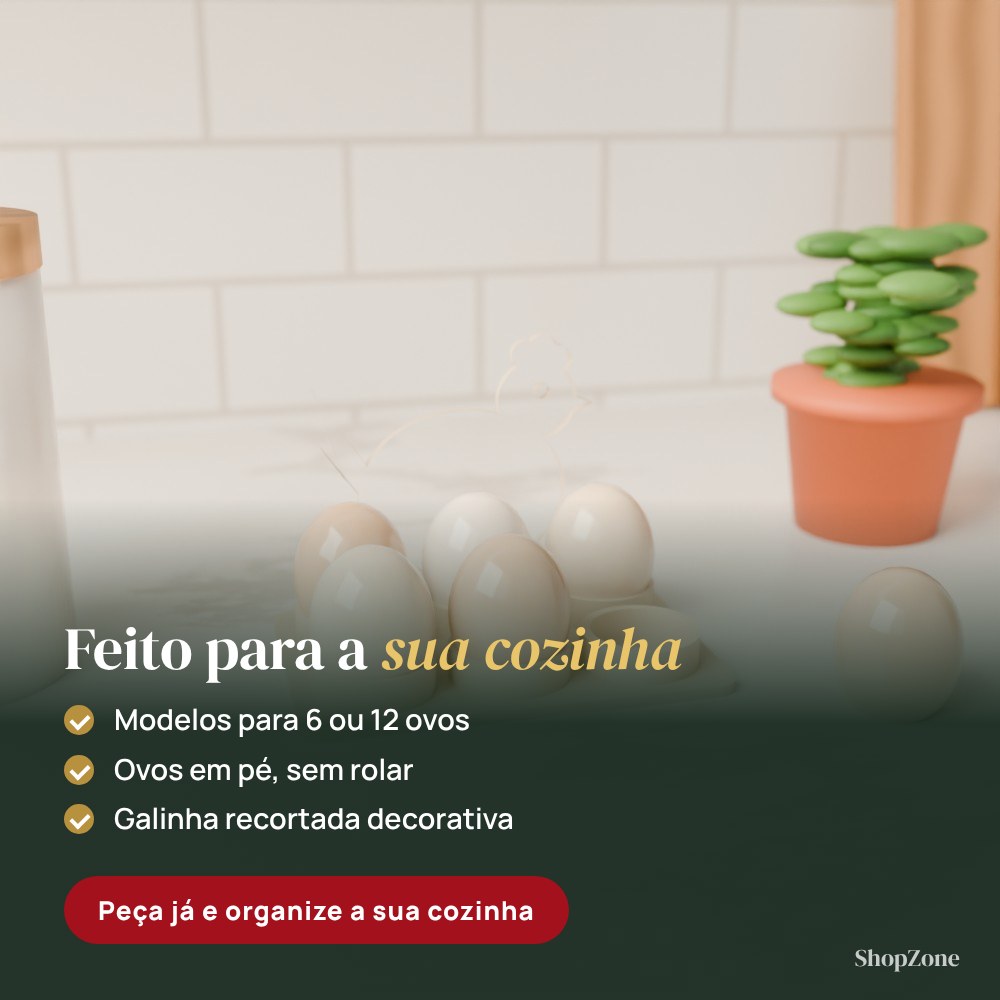 Feito para a sua cozinha
Modelos para 6 ou 12 ovos
Ovos em pé, sem rolar
Galinha recortada decorativa
Peça já e organize a sua cozinha
ShopZone